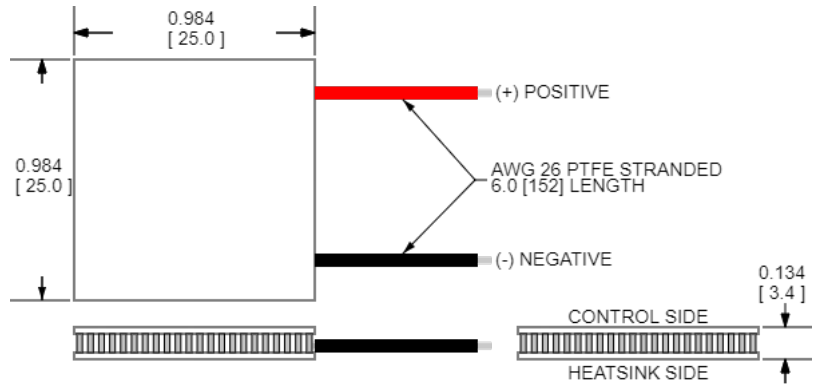 0.984
[ 25.0 ]
(+) POSITIVE
0.984
[ 25.0 ]
AWG 26 PTFE STRANDED
6.0 [152] LENGTH
(-) NEGATIVE
0.134
[ 3.4 ]
CONTROL SIDE
HEATSINK SIDE